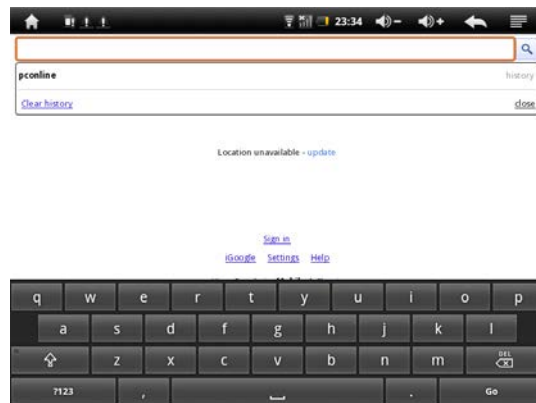 23:34
pconline history
Clear history close
Location unavailable - update
Sign in
iGoogle Settings Help
q w e r t y u i o p
a s d f g h j k l
z x c v b n m DEL
?123 , . Go